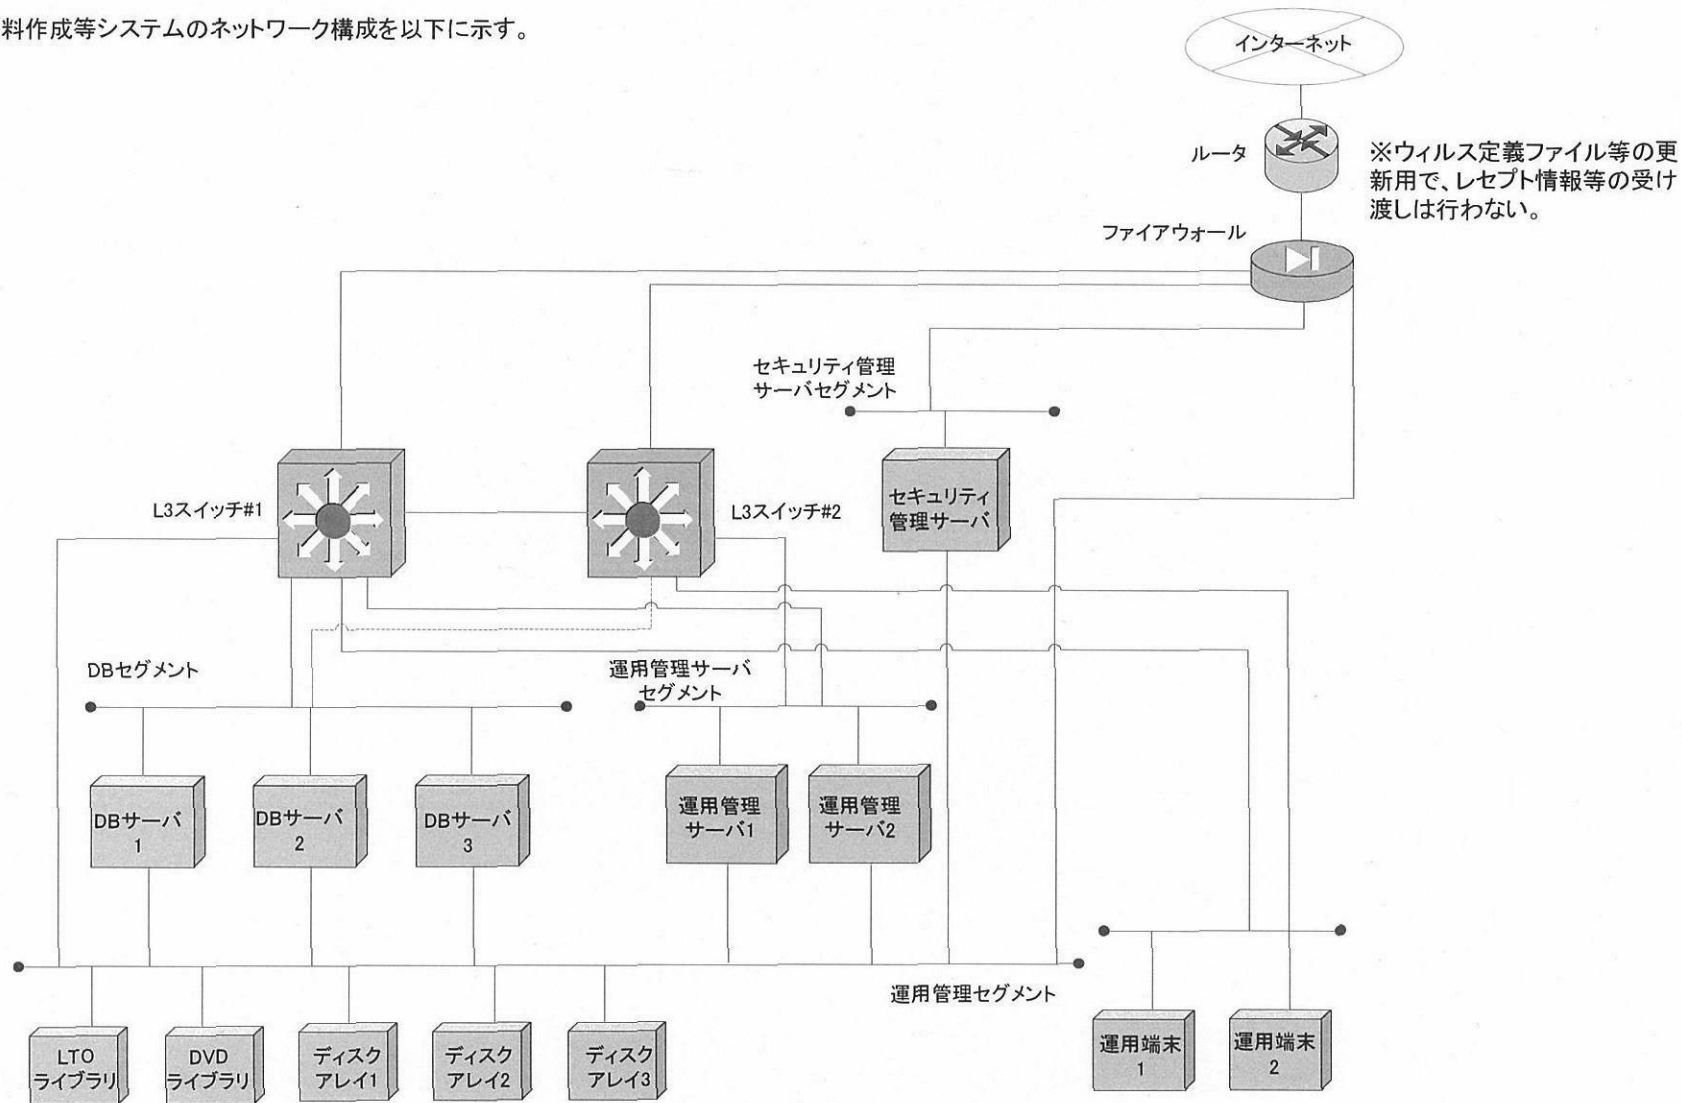 料作成等システムのネットワーク構成を以下に示す。
インターネット
ルータ
※ウィルス定義ファイル等の更
新用で、レセプト情報等の受け
渡しは行わない。
ファイアウォール
セキュリティ管理
サーバセグメント
L3スイッチ#1
L3スイッチ#2
セキュリティ
管理サーバ
DBセグメント
運用管理サーバ
セグメント
DBサーバ
1
DBサーバ
2
DBサーバ
3
運用管理
サーバ1
運用管理
サーバ2
運用管理セグメント
LTO
ライブラリ
DVD
ライブラリ
ディスク
アレイ1
ディスク
アレイ2
ディスク
アレイ3
運用端末
1
運用端末
2